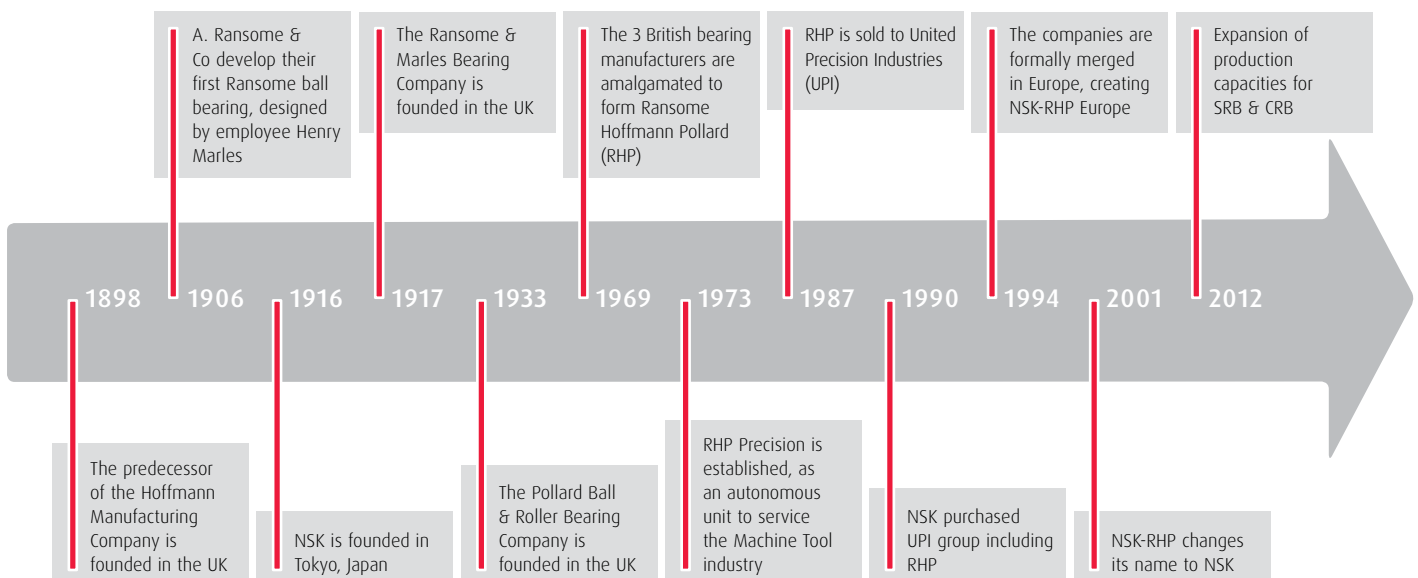 A. Ransome &
Co develop their
first Ransome ball
bearing, designed
by employee Henry
Marles
The Ransome &
Marles Bearing
Company is
founded in the UK
The 3 British bearing
manufacturers are
amalgamated to
form Ransome
Hoffmann Pollard
(RHP)
RHP is sold to United
Precision Industries
(UPI)
The companies are
formally merged
in Europe, creating
NSK-RHP Europe
Expansion of
production
capacities for
SRB & CRB
1898
1906
1916
1917
1933
1969
1973
1987
1990
1994
2001
2012
The predecessor
of the Hoffmann
Manufacturing
Company is
founded in the UK
NSK is founded in
Tokyo, Japan
The Pollard Ball
& Roller Bearing
Company is
founded in the UK
RHP Precision is
established, as
an autonomous
unit to service
the Machine Tool
industry
NSK purchased
UPI group including
RHP
NSK-RHP changes
its name to NSK